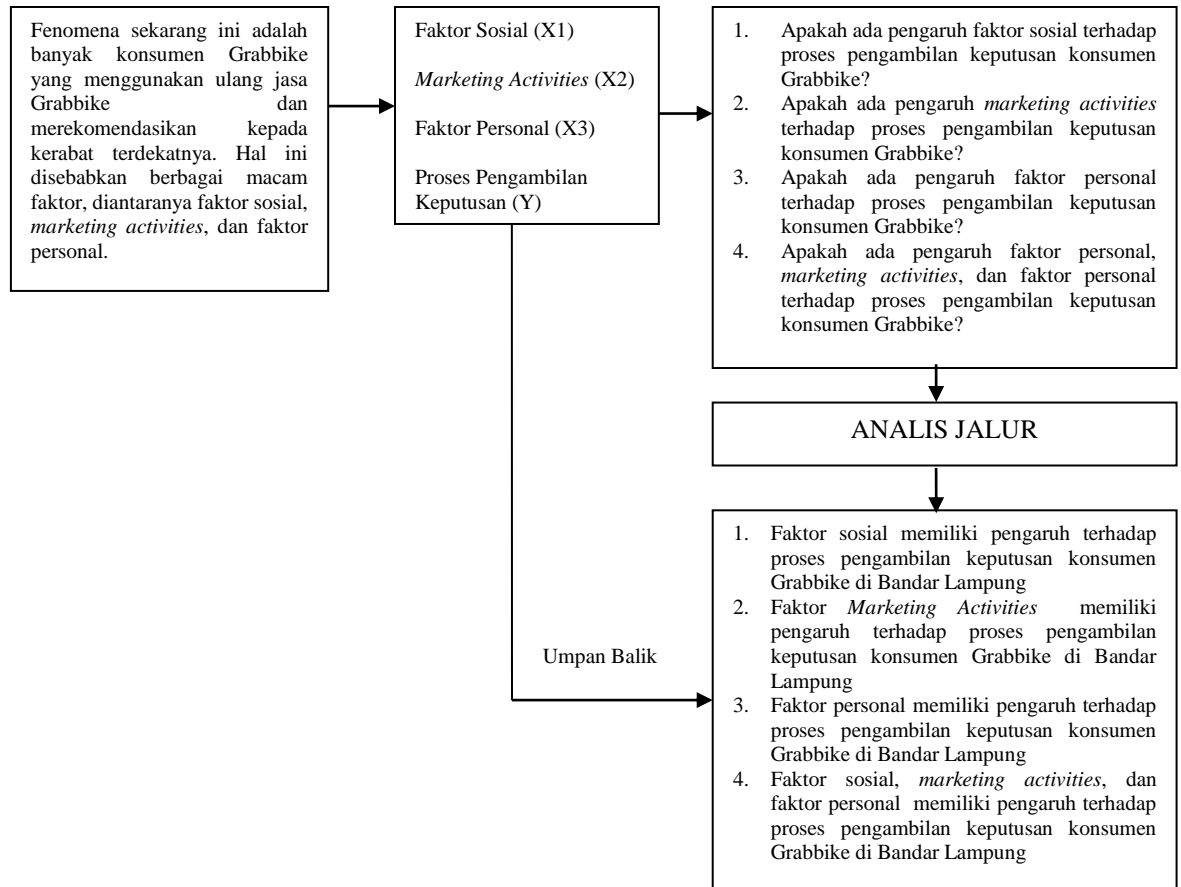 Fenomena sekarang ini adalah
banyak konsumen Grabbike
yang menggunakan ulang jasa
Grabbike dan
merekomendasikan kepada
kerabat terdekatnya. Hal ini
disebabkan berbagai macam
faktor, diantaranya faktor sosial,
marketing activities, dan faktor
personal.
Faktor Sosial (X1)
Marketing Activities (X2)
Faktor Personal (X3)
Proses Pengambilan
Keputusan (Y)
1. Apakah ada pengaruh faktor sosial terhadap
proses pengambilan keputusan konsumen
Grabbike?
2. Apakah ada pengaruh marketing activities
terhadap proses pengambilan keputusan
konsumen Grabbike?
3. Apakah ada pengaruh faktor personal
terhadap proses pengambilan keputusan
konsumen Grabbike?
4. Apakah ada pengaruh faktor personal,
marketing activities, dan faktor personal
terhadap proses pengambilan keputusan
konsumen Grabbike?
ANALIS JALUR
Umpan Balik
1. Faktor sosial memiliki pengaruh terhadap
proses pengambilan keputusan konsumen
Grabbike di Bandar Lampung
2. Faktor Marketing Activities memiliki
pengaruh terhadap proses pengambilan
keputusan konsumen Grabbike di Bandar
Lampung
3. Faktor personal memiliki pengaruh terhadap
proses pengambilan keputusan konsumen
Grabbike di Bandar Lampung
4. Faktor sosial, marketing activities, dan
faktor personal memiliki pengaruh terhadap
proses pengambilan keputusan konsumen
Grabbike di Bandar Lampung